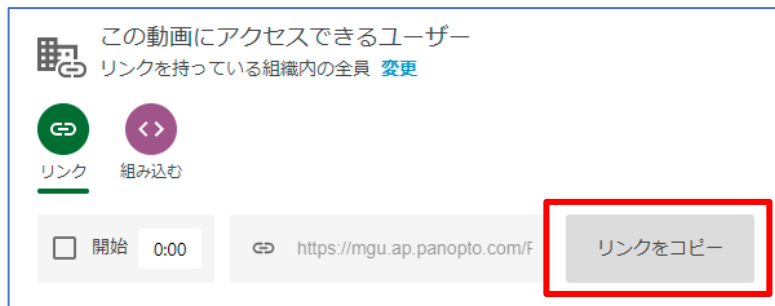 この動画にアクセスできるユーザー
リンクを持っている組織内の全員 変更
リンク 組み込む
開始 0:00 https://mgu.ap.panopto.com/F リンクをコピー